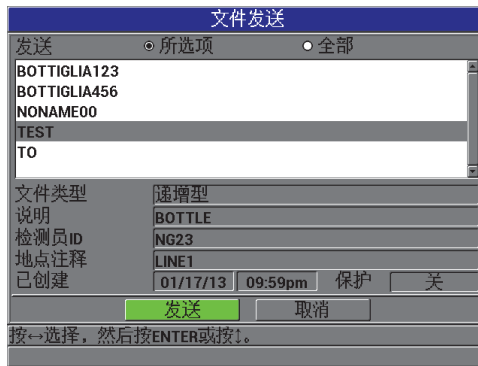 文件发送
发送 所选项 全部
BOTTIGLIA123
BOTTIGLIA456
NONAME00
TEST
TO
文件类型 递增型
说明 BOTTLE
检测员ID NG23
地点注释 LINE1
已创建 01/17/13 09:59pm 保护 关
发送 取消
按↔选择，然后按ENTER或按↕。